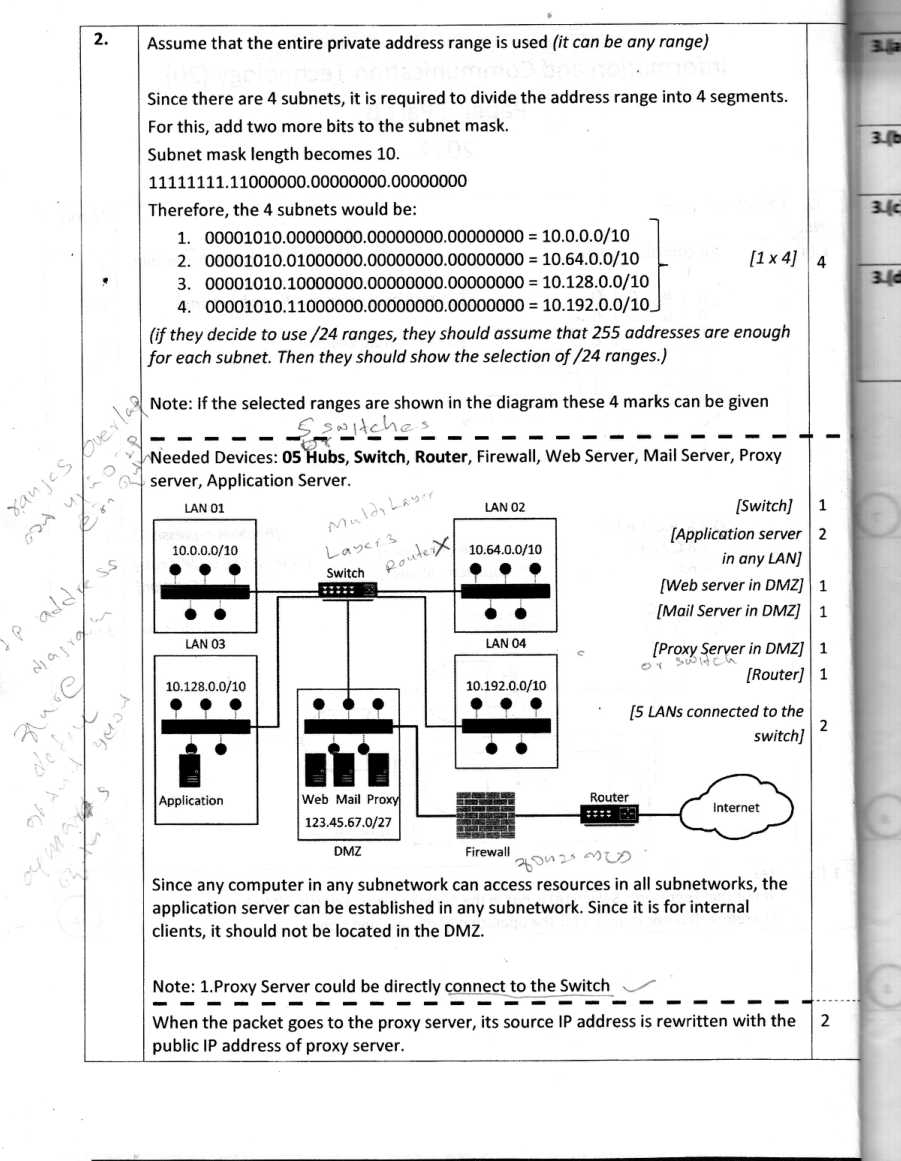 2.
Assume that the entire private address range is used (it can be any range)
Since there are 4 subnets, it is required to divide the address range into 4 segments.
For this, add two more bits to the subnet mask.
Subnet mask length becomes 10.
11111111.11000000.00000000.00000000
Therefore, the 4 subnets would be:
1. 00001010.00000000.00000000.00000000 = 10.0.0.0/10
2. 00001010.01000000.00000000.00000000 = 10.64.0.0/10
3. 00001010.10000000.00000000.00000000 = 10.128.0.0/10
4. 00001010.11000000.00000000.00000000 = 10.192.0.0/10
[1 x 4] 4
(if they decide to use /24 ranges, they should assume that 255 addresses are enough
for each subnet. Then they should show the selection of /24 ranges.)
Note: If the selected ranges are shown in the diagram these 4 marks can be given
5 switches
or
Needed Devices: 05 Hubs, Switch, Router, Firewall, Web Server, Mail Server, Proxy
server, Application Server.
ranges overlap
IP address
diagram
LAN 01
10.0.0.0/10
MultiLayer
Layer3
Router X
Switch
LAN 02
10.64.0.0/10
LAN 03
10.128.0.0/10
Application
Web Mail Proxy
123.45.67.0/27
DMZ
LAN 04
10.192.0.0/10
Firewall
Router
Internet
[Switch] 1
[Application server 2
in any LAN]
[Web server in DMZ] 1
[Mail Server in DMZ] 1
[Proxy Server in DMZ] 1
or switch
[Router] 1
[5 LANs connected to the
switch] 2
Since any computer in any subnetwork can access resources in all subnetworks, the
application server can be established in any subnetwork. Since it is for internal
clients, it should not be located in the DMZ.
Note: 1.Proxy Server could be directly connect to the Switch
When the packet goes to the proxy server, its source IP address is rewritten with the 2
public IP address of proxy server.
3.(a
3.(b
3.(c
3.(d